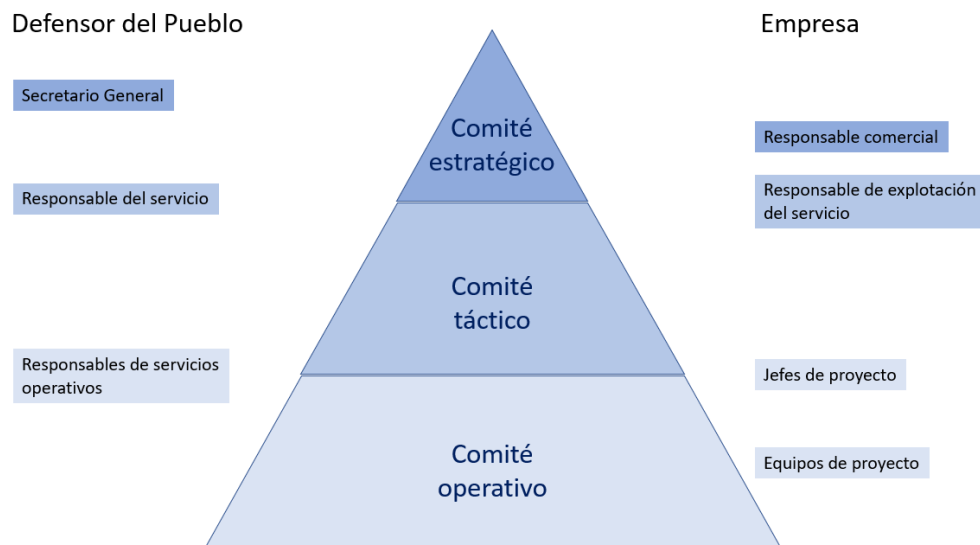 Defensor del Pueblo
Empresa
Secretario General
Comité
estratégico
Responsable comercial
Responsable del servicio
Responsable de explotación
del servicio
Comité
táctico
Responsables de servicios
operativos
Jefes de proyecto
Comité
operativo
Equipos de proyecto